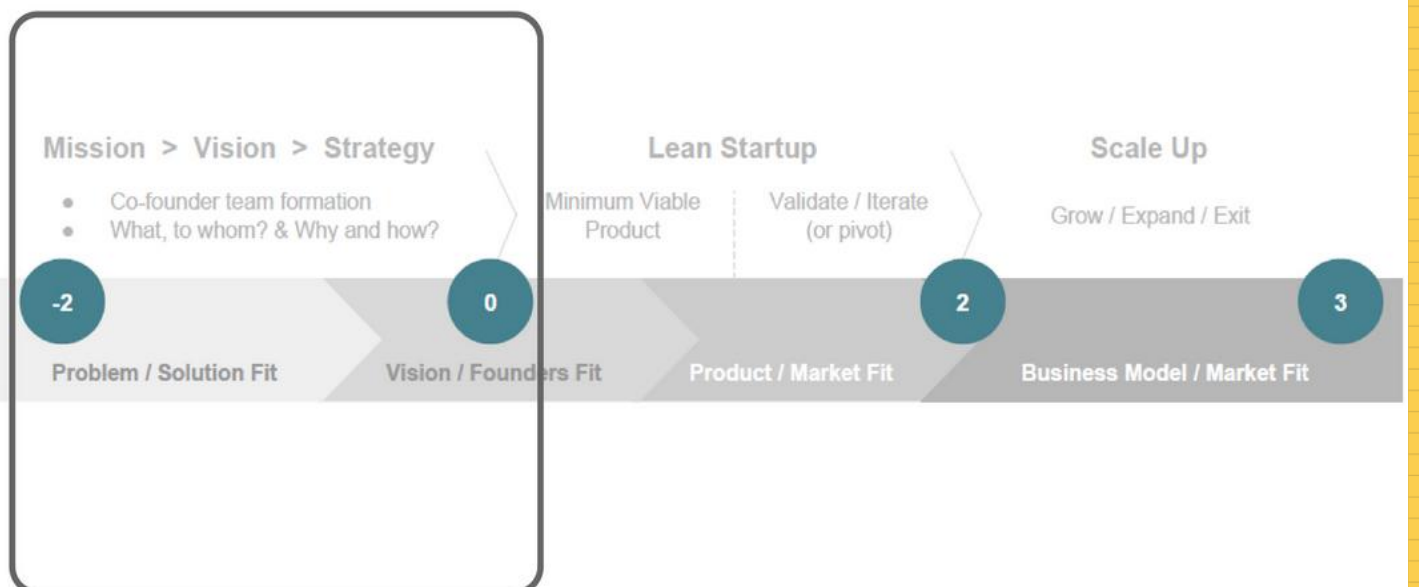 Mission > Vision > Strategy
● Co-founder team formation
● What, to whom? & Why and how?
Lean Startup
Minimum Viable
Product
Validate / Iterate
(or pivot)
Scale Up
Grow / Expand / Exit
-2
0
2
3
Problem / Solution Fit
Vision / Founders Fit
Product / Market Fit
Business Model / Market Fit